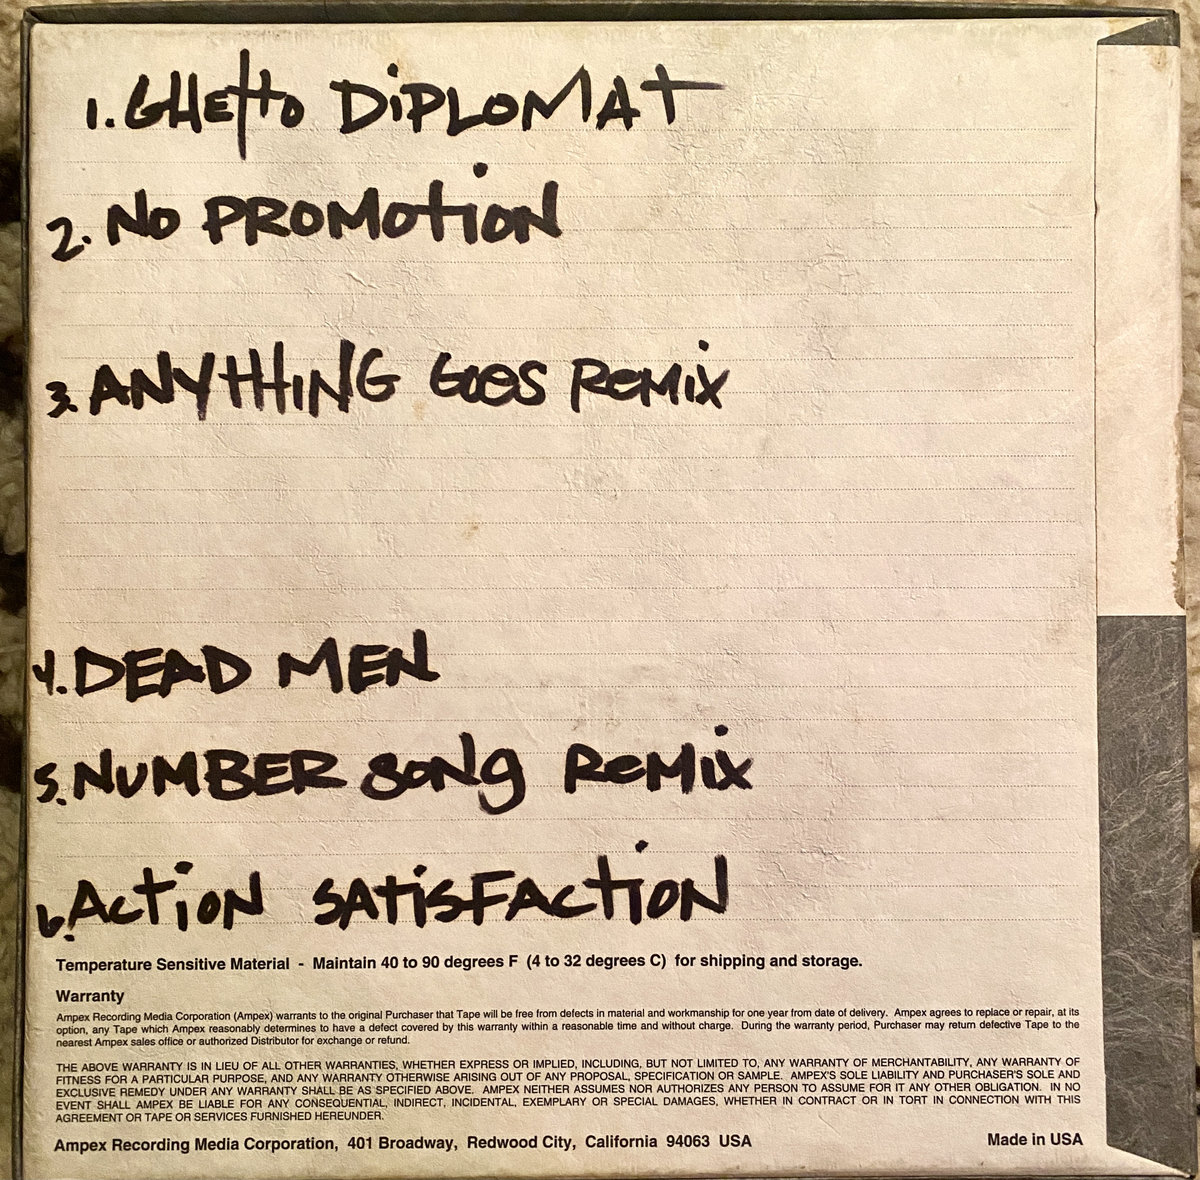 1. GHEttO DiPLOMAT
2. NO PROMOtiON
3. ANYTHING GOES REMiX
4. DEAD MEN
5. NUMBER SONg REMiX
6. ACtiON SAtiSFACtiON
Temperature Sensitive Material - Maintain 40 to 90 degrees F (4 to 32 degrees C) for shipping and storage.
Warranty
Ampex Recording Media Corporation (Ampex) warrants to the original Purchaser that Tape will be free from defects in material and workmanship for one year from date of delivery. Ampex agrees to replace or repair, at its
option, any Tape which Ampex reasonably determines to have a defect covered by this warranty within a reasonable time and without charge. During the warranty period, Purchaser may return defective Tape to the
nearest Ampex sales office or authorized Distributor for exchange or refund.
THE ABOVE WARRANTY IS IN LIEU OF ALL OTHER WARRANTIES, WHETHER EXPRESS OR IMPLIED, INCLUDING, BUT NOT LIMITED TO, ANY WARRANTY OF MERCHANTABILITY, ANY WARRANTY OF
FITNESS FOR A PARTICULAR PURPOSE, AND ANY WARRANTY OTHERWISE ARISING OUT OF ANY PROPOSAL, SPECIFICATION OR SAMPLE. AMPEX'S SOLE LIABILITY AND PURCHASER'S SOLE AND
EXCLUSIVE REMEDY UNDER ANY WARRANTY SHALL BE AS SPECIFIED ABOVE. AMPEX NEITHER ASSUMES NOR AUTHORIZES ANY PERSON TO ASSUME FOR IT ANY OTHER OBLIGATION. IN NO
EVENT SHALL AMPEX BE LIABLE FOR ANY CONSEQUENTIAL, INDIRECT, INCIDENTAL, EXEMPLARY OR SPECIAL DAMAGES, WHETHER IN CONTRACT OR IN TORT IN CONNECTION WITH THIS
AGREEMENT OR TAPE OR SERVICES FURNISHED HEREUNDER.
Ampex Recording Media Corporation, 401 Broadway, Redwood City, California 94063 USA Made in USA